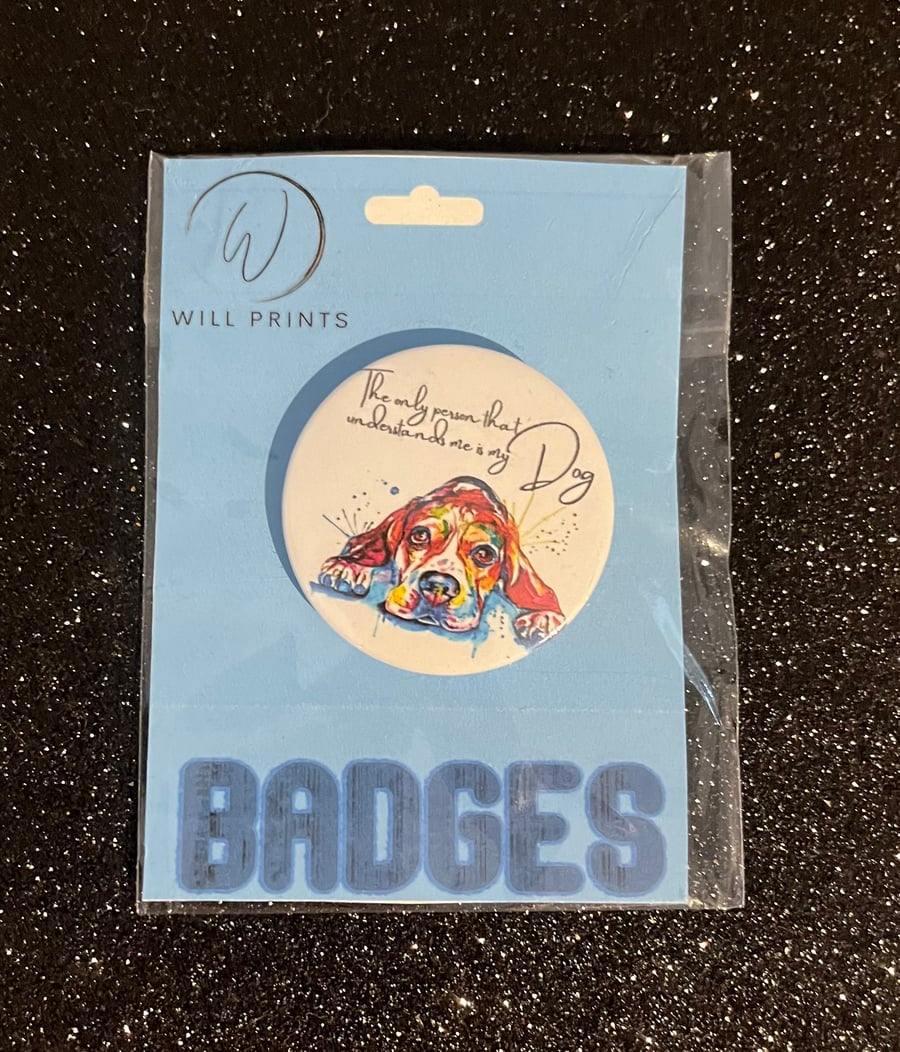 W
WILL PRINTS
The only person that
understands me is my
Dog
BADGES